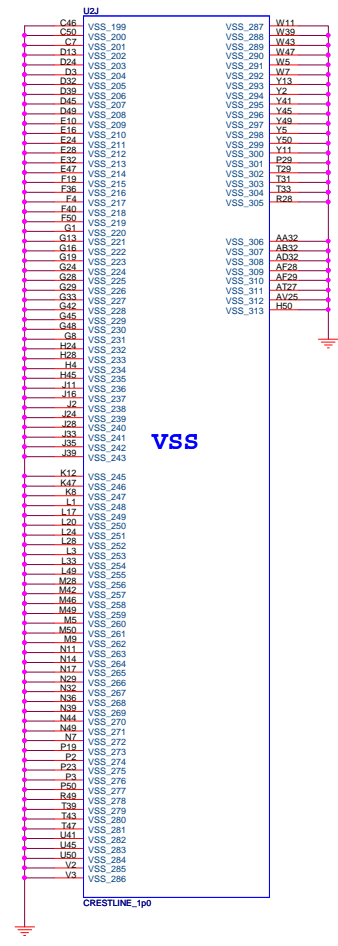 U2J
C46 VSS_199
C50 VSS_200
C7 VSS_201
D13 VSS_202
D24 VSS_203
D3 VSS_204
D32 VSS_205
D39 VSS_206
D45 VSS_207
D49 VSS_208
E10 VSS_209
E16 VSS_210
E24 VSS_211
E28 VSS_212
E32 VSS_213
E47 VSS_214
F19 VSS_215
F36 VSS_216
F4 VSS_217
F40 VSS_218
F50 VSS_219
G1 VSS_220
G13 VSS_221
G16 VSS_222
G19 VSS_223
G24 VSS_224
G28 VSS_225
G29 VSS_226
G33 VSS_227
G42 VSS_228
G45 VSS_229
G48 VSS_230
G8 VSS_231
H24 VSS_232
H28 VSS_233
H4 VSS_234
H45 VSS_235
J11 VSS_236
J16 VSS_237
J2 VSS_238
J24 VSS_239
J28 VSS_240
J33 VSS_241
J35 VSS_242
J39 VSS_243
K12 VSS_245
K47 VSS_246
K8 VSS_247
L1 VSS_248
L17 VSS_249
L20 VSS_250
L24 VSS_251
L28 VSS_252
L3 VSS_253
L33 VSS_254
L49 VSS_255
M28 VSS_256
M42 VSS_257
M46 VSS_258
M49 VSS_259
M5 VSS_260
M50 VSS_261
M9 VSS_262
N11 VSS_263
N14 VSS_264
N17 VSS_265
N29 VSS_266
N32 VSS_267
N36 VSS_268
N39 VSS_269
N44 VSS_270
N49 VSS_271
N7 VSS_272
P19 VSS_273
P2 VSS_274
P23 VSS_275
P3 VSS_276
P50 VSS_277
R49 VSS_278
T39 VSS_279
T43 VSS_280
T47 VSS_281
U41 VSS_282
U45 VSS_283
U50 VSS_284
V2 VSS_285
V3 VSS_286
VSS
VSS_287 W11
VSS_288 W39
VSS_289 W43
VSS_290 W47
VSS_291 W5
VSS_292 W7
VSS_293 Y13
VSS_294 Y2
VSS_295 Y41
VSS_296 Y45
VSS_297 Y49
VSS_298 Y5
VSS_299 Y50
VSS_300 Y11
VSS_301 P29
VSS_302 T29
VSS_303 T31
VSS_304 T33
VSS_305 R28
VSS_306 AA32
VSS_307 AB32
VSS_308 AD32
VSS_309 AF28
VSS_310 AF29
VSS_311 AT27
VSS_312 AV25
VSS_313 H50
CRESTLINE_1p0